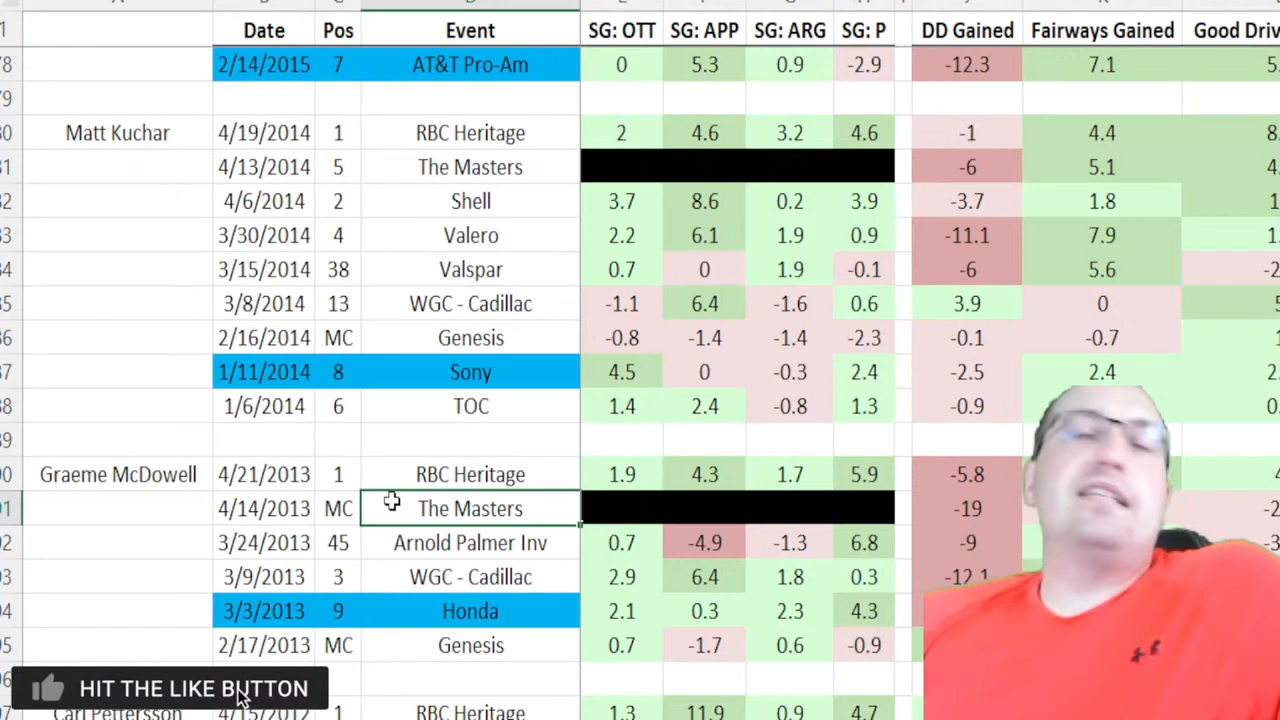 Date Pos Event SG: OTT SG: APP SG: ARG SG: P DD Gained Fairways Gained Good
78 2/14/2015 7 AT&T Pro-Am 0 5.3 0.9 -2.9 -12.3 7.1
Matt Kuchar 4/19/2014 1 RBC Heritage 2 4.6 3.2 4.6 -1 4.4
4/13/2014 5 The Masters -6 5.1
4/6/2014 2 Shell 3.7 8.6 0.2 3.9 -3.7 1.8
3/30/2014 4 Valero 2.2 6.1 1.9 0.9 -11.1 7.9
3/15/2014 38 Valspar 0.7 0 1.9 -0.1 -6 5.6
3/8/2014 13 WGC - Cadillac -1.1 6.4 -1.6 0.6 3.9 0
2/16/2014 MC Genesis -0.8 -1.4 -1.4 -2.3 -0.1 -0.7
1/11/2014 8 Sony 4.5 0 -0.3 2.4 -2.5 2.4
1/6/2014 6 TOC 1.4 2.4 -0.8 1.3 -0.9
Graeme McDowell 4/21/2013 1 RBC Heritage 1.9 4.3 1.7 5.9 -5.8
4/14/2013 MC The Masters -19
3/24/2013 45 Arnold Palmer Inv 0.7 -4.9 -1.3 6.8 -9
3/9/2013 3 WGC - Cadillac 2.9 6.4 1.8 0.3 -12.1
3/3/2013 9 Honda 2.1 0.3 2.3 4.3
2/17/2013 MC Genesis 0.7 -1.7 0.6 -0.9
HIT THE LIKE BUTTON
Carl Pettersson 4/15/2012 1 RBC Heritage 1.3 11.9 0.9 4.7